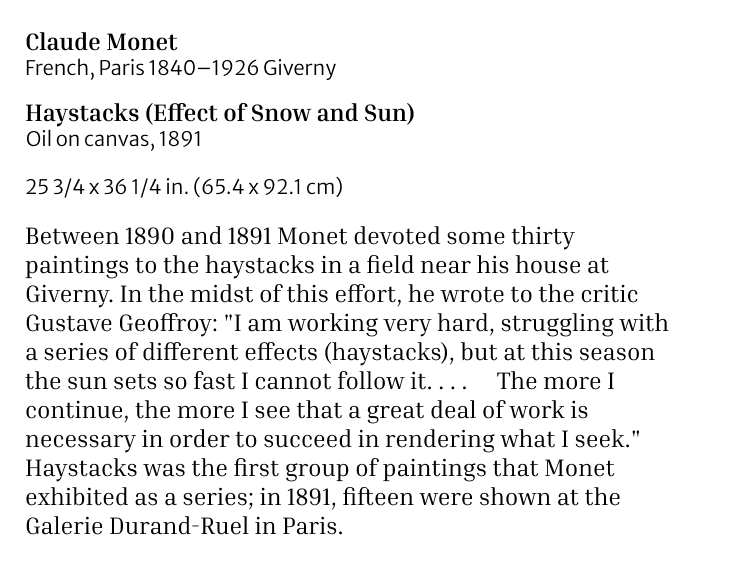 Claude Monet
French, Paris 1840–1926 Giverny
Haystacks (Effect of Snow and Sun)
Oil on canvas, 1891
25 3/4 x 36 1/4 in. (65.4 x 92.1 cm)
Between 1890 and 1891 Monet devoted some thirty
paintings to the haystacks in a field near his house at
Giverny. In the midst of this effort, he wrote to the critic
Gustave Geoffroy: "I am working very hard, struggling with
a series of different effects (haystacks), but at this season
the sun sets so fast I cannot follow it. . . .    The more I
continue, the more I see that a great deal of work is
necessary in order to succeed in rendering what I seek."
Haystacks was the first group of paintings that Monet
exhibited as a series; in 1891, fifteen were shown at the
Galerie Durand-Ruel in Paris.